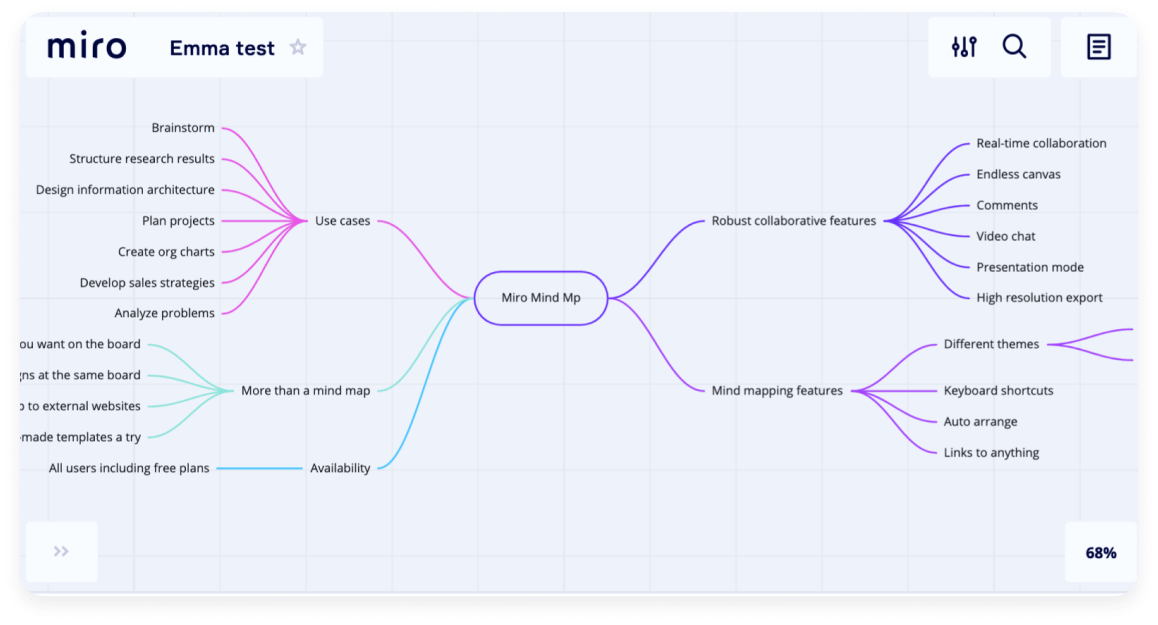 miro
Emma test
Brainstorm
Structure research results
Design information architecture
Plan projects
Create org charts
Develop sales strategies
Analyze problems
Use cases
want on the board
at the same board
to external websites
made templates a try
More than a mind map
All users including free plans
Availability
Miro Mind Mp
Robust collaborative features
Real-time collaboration
Endless canvas
Comments
Video chat
Presentation mode
High resolution export
Mind mapping features
Different themes
Keyboard shortcuts
Auto arrange
Links to anything
68%